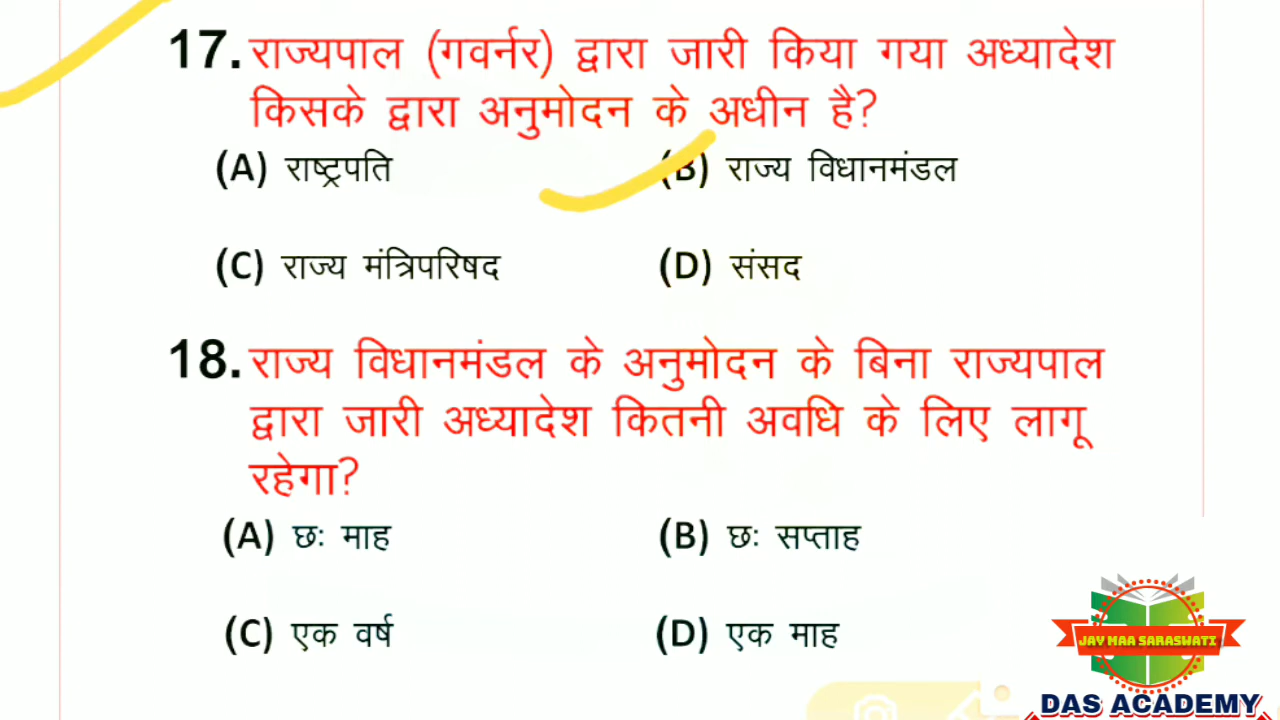 17. राज्यपाल (गवर्नर) द्वारा जारी किया गया अध्यादेश
किसके द्वारा अनुमोदन के अधीन है?
(A) राष्ट्रपति (B) राज्य विधानमंडल
(C) राज्य मंत्रिपरिषद (D) संसद
18. राज्य विधानमंडल के अनुमोदन के बिना राज्यपाल
द्वारा जारी अध्यादेश कितनी अवधि के लिए लागू
रहेगा?
(A) छः माह (B) छः सप्ताह
(C) एक वर्ष (D) एक माह
JAY MAA SARASWATI
DAS ACADEMY